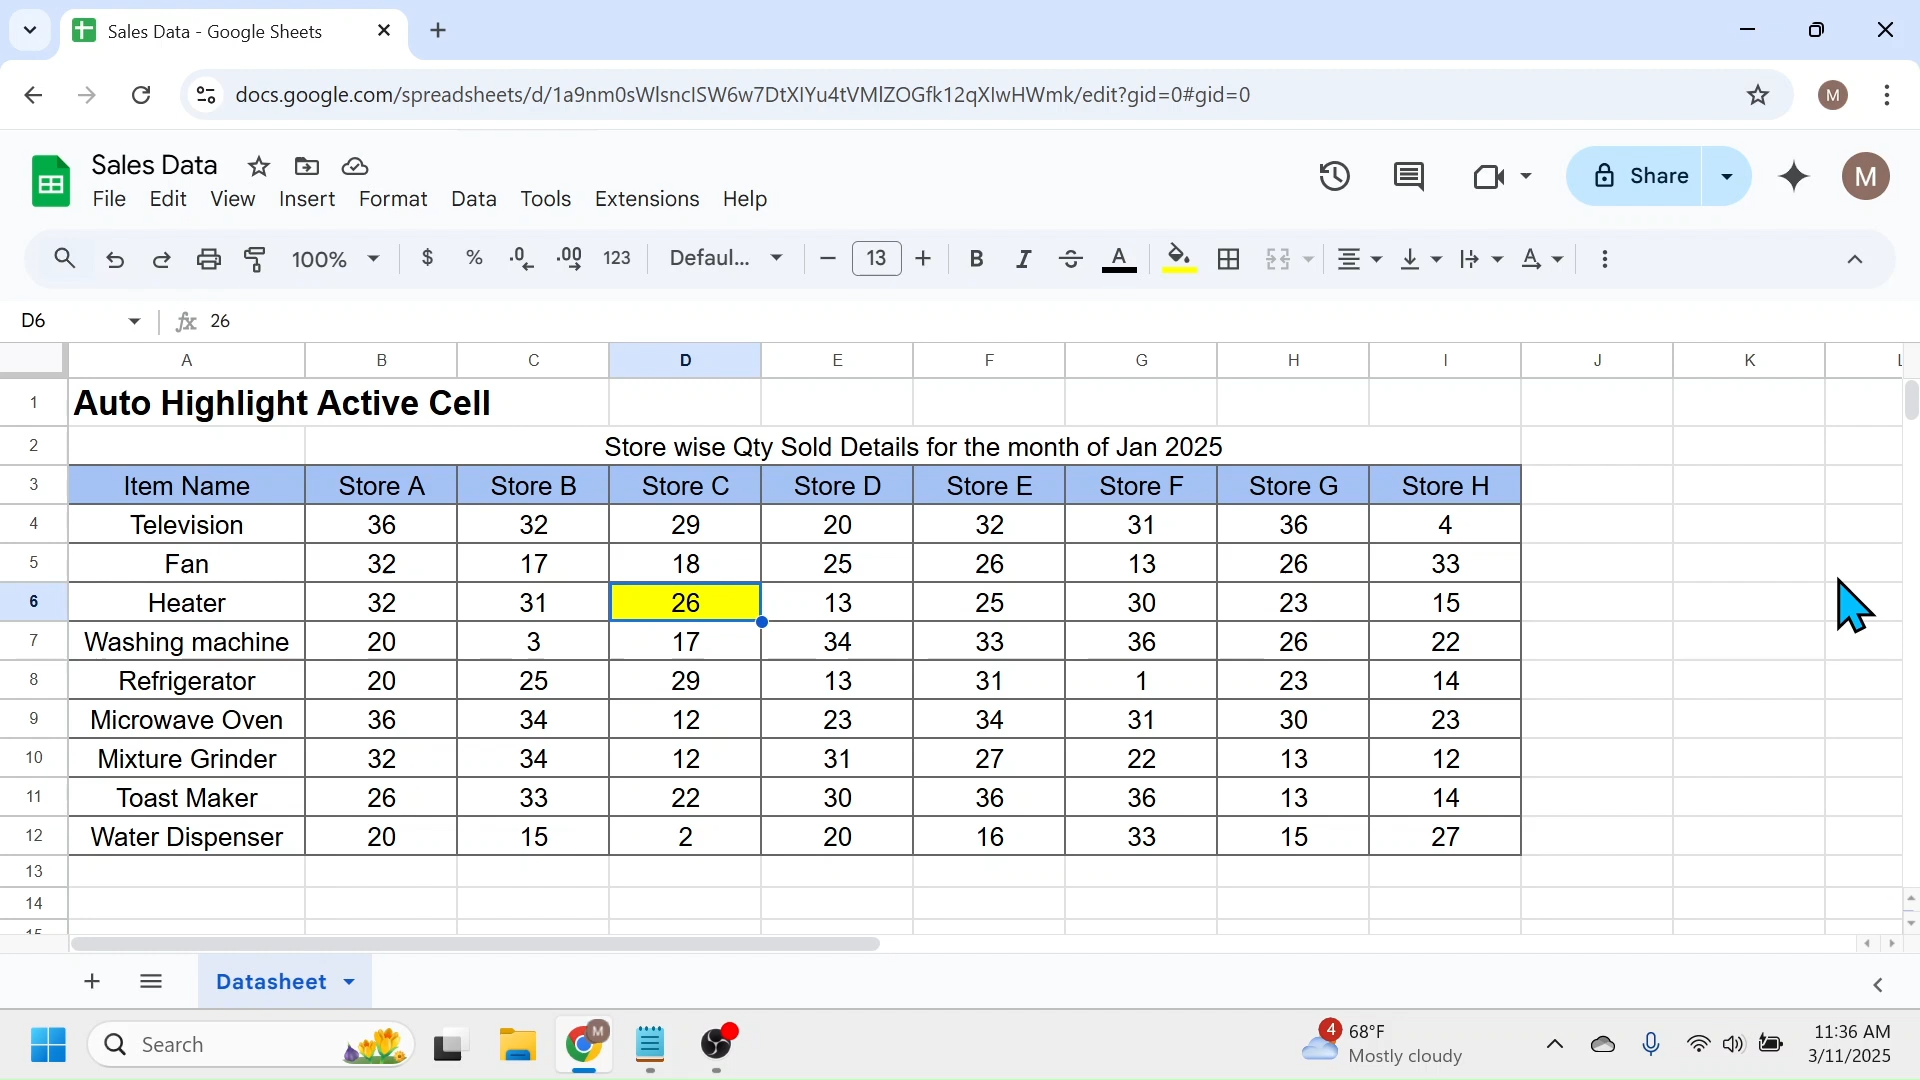 Sales Data - Google Sheets
docs.google.com/spreadsheets/d/1a9nm0sWlsnclSW6w7DtXIYu4tVMlZOGfk12qXlwHWmk/edit?gid=0#gid=0
M
Sales Data
File Edit View Insert Format Data Tools Extensions Help
Share
M
100% $ % .0 .00 123 Defaul... 13 B I A A
D6 fx 26
A B C D E F G H I J K L
1 Auto Highlight Active Cell
2 Store wise Qty Sold Details for the month of Jan 2025
3 Item Name Store A Store B Store C Store D Store E Store F Store G Store H
4 Television 36 32 29 20 32 31 36 4
5 Fan 32 17 18 25 26 13 26 33
6 Heater 32 31 26 13 25 30 23 15
7 Washing machine 20 3 17 34 33 36 26 22
8 Refrigerator 20 25 29 13 31 1 23 14
9 Microwave Oven 36 34 12 23 34 31 30 23
10 Mixture Grinder 32 34 12 31 27 22 13 12
11 Toast Maker 26 33 22 30 36 36 13 14
12 Water Dispenser 20 15 2 20 16 33 15 27
13
14
15
Datasheet
Search
M
4
68°F
Mostly cloudy
11:36 AM
3/11/2025